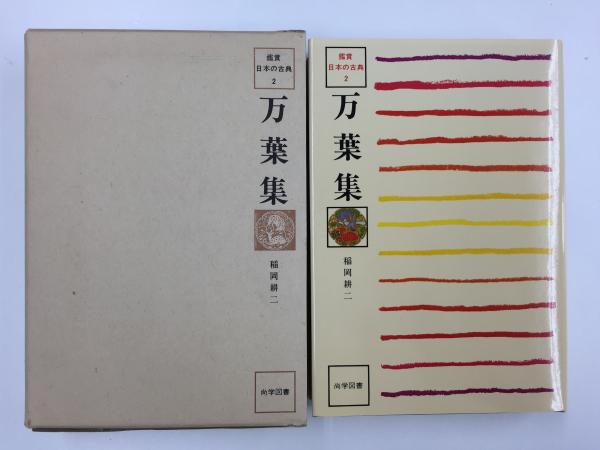 鑑賞
日本の古典
2
万葉集
稲岡耕二
尚学図書
鑑賞
日本の古典
2
万葉集
稲岡耕二
尚学図書